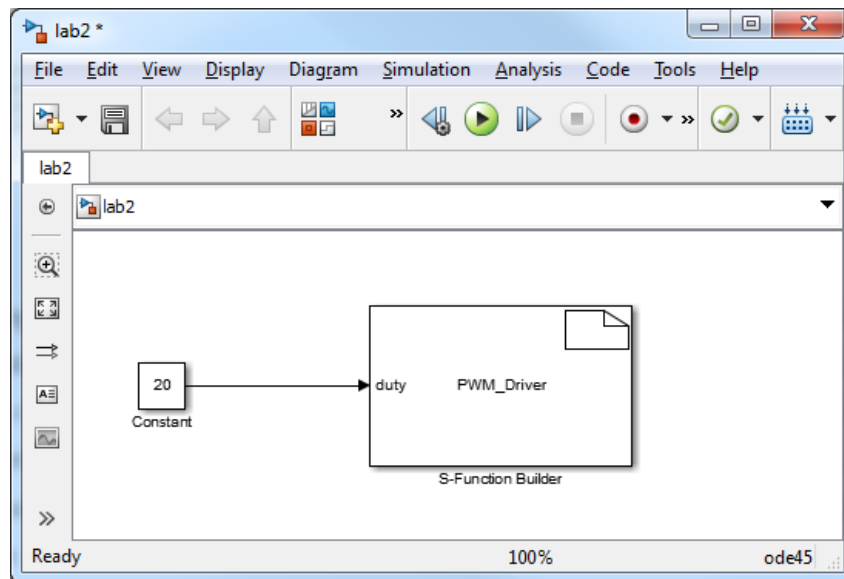 lab2 *
File Edit View Display Diagram Simulation Analysis Code Tools Help
lab2
lab2
20
Constant
duty
PWM_Driver
S-Function Builder
Ready 100% ode45